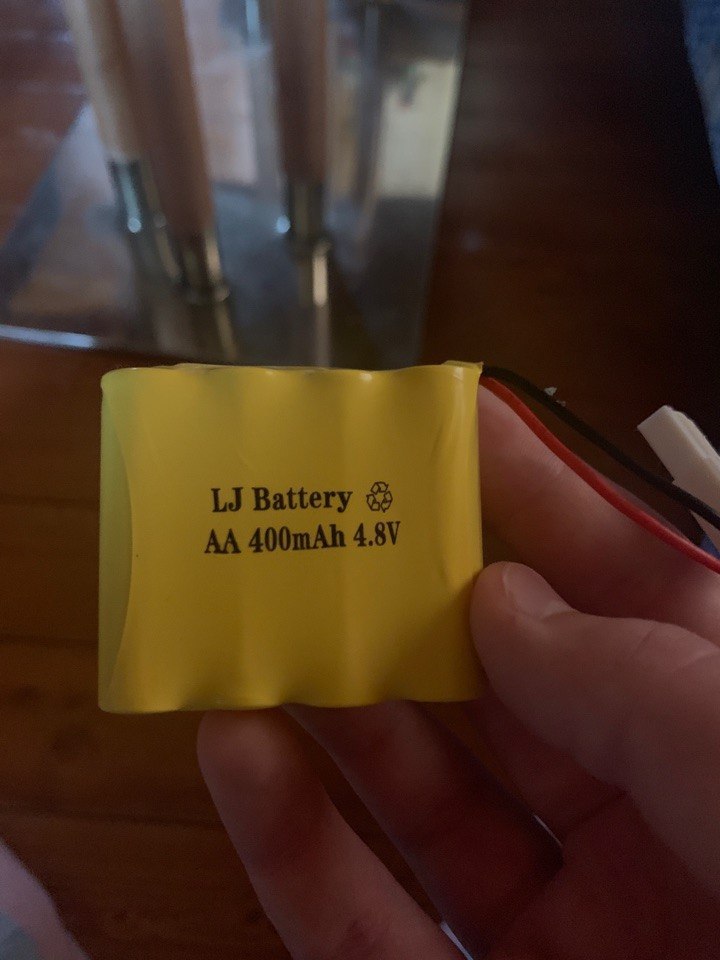 LJ Battery
AA 400mAh 4.8V